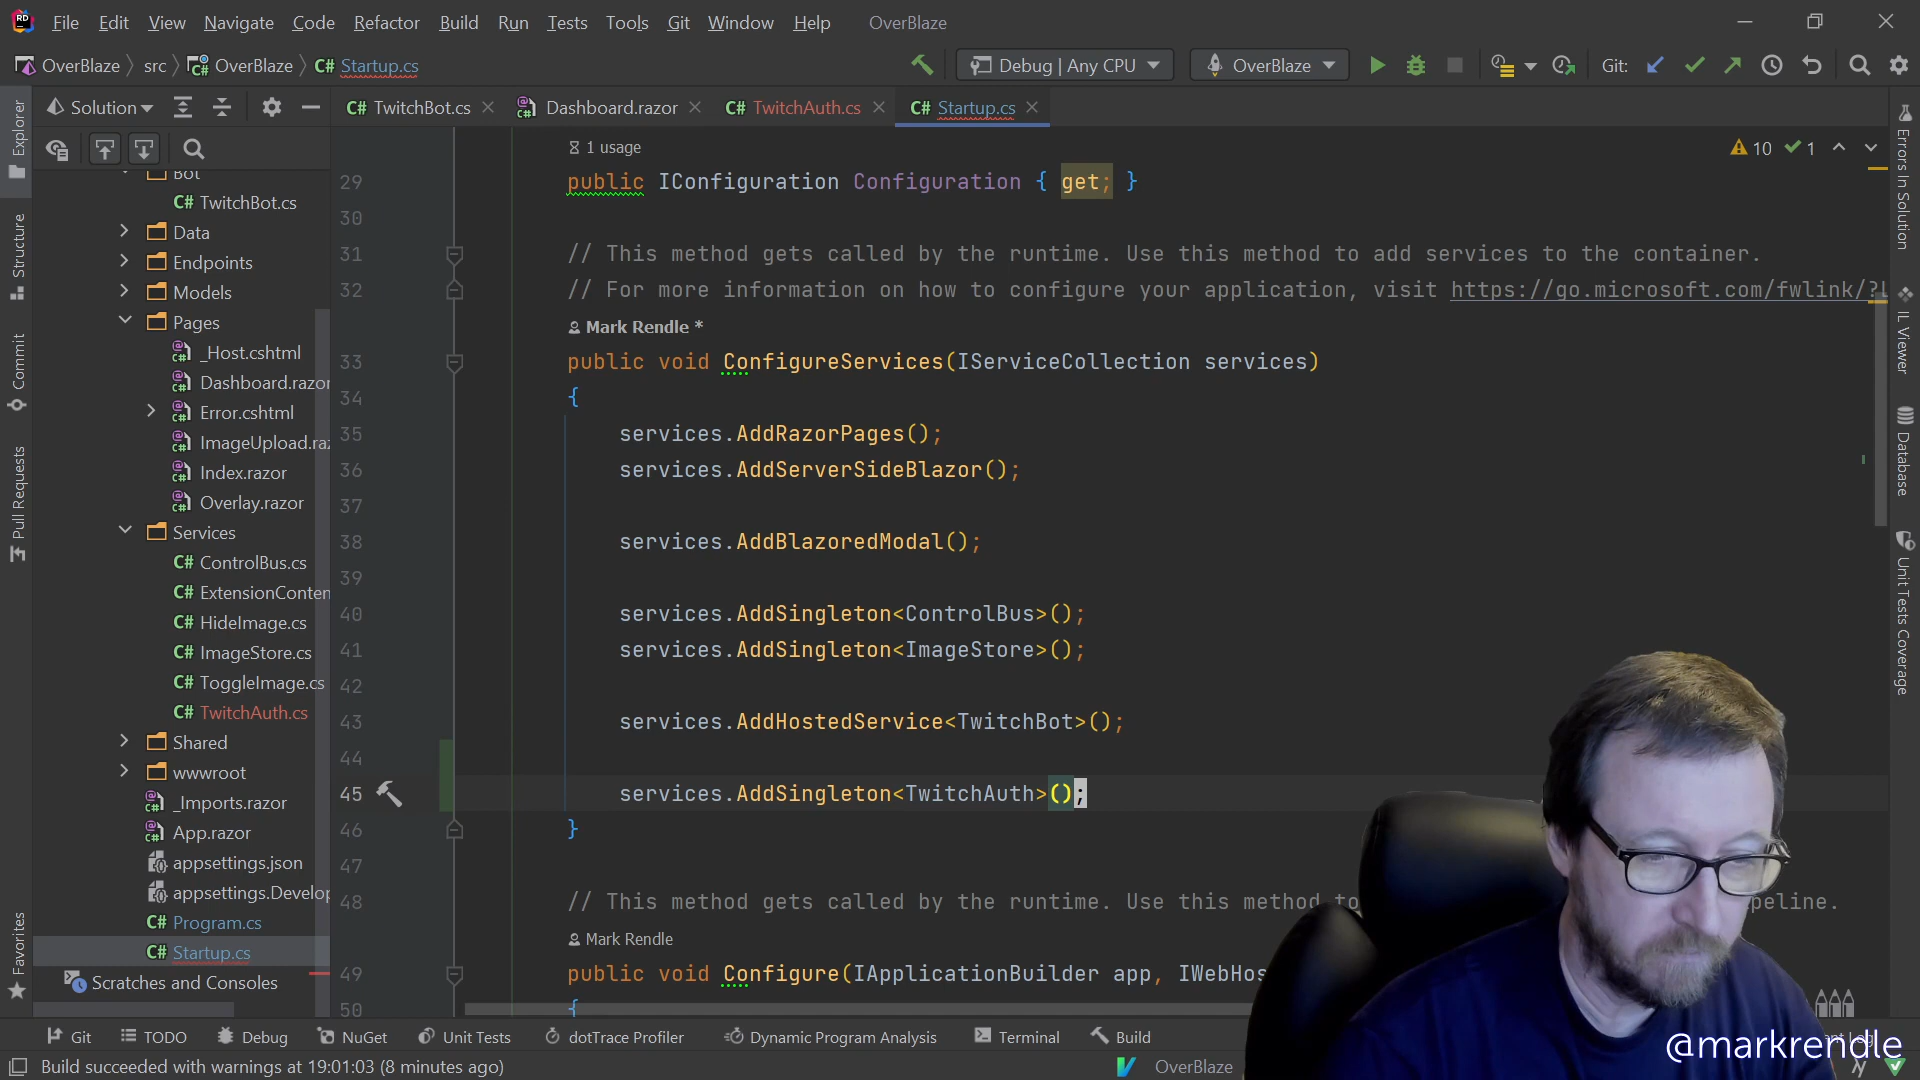 File Edit View Navigate Code Refactor Build Run Tests Tools Git Window Help OverBlaze
OverBlaze src OverBlaze C# Startup.cs Debug | Any CPU OverBlaze Git:
Solution C# TwitchBot.cs Dashboard.razor C# TwitchAuth.cs C# Startup.cs
Explorer
Structure
Commit
Pull Requests
Favorites
Bot
C# TwitchBot.cs
Data
Endpoints
Models
Pages
_Host.cshtml
Dashboard.razor
Error.cshtml
ImageUpload.raz
Index.razor
Overlay.razor
Services
C# ControlBus.cs
C# ExtensionConten
C# HideImage.cs
C# ImageStore.cs
C# ToggleImage.cs
C# TwitchAuth.cs
Shared
wwwroot
_Imports.razor
App.razor
appsettings.json
appsettings.Develop
C# Program.cs
C# Startup.cs
Scratches and Consoles
1 usage
10 1
29 public IConfiguration Configuration { get; }
30
31 // This method gets called by the runtime. Use this method to add services to the container.
32 // For more information on how to configure your application, visit https://go.microsoft.com/fwlink/?L
Mark Rendle *
33 public void ConfigureServices(IServiceCollection services)
34 {
35 services.AddRazorPages();
36 services.AddServerSideBlazor();
37
38 services.AddBlazoredModal();
39
40 services.AddSingleton<ControlBus>();
41 services.AddSingleton<ImageStore>();
42
43 services.AddHostedService<TwitchBot>();
44
45 services.AddSingleton<TwitchAuth>();
46 }
47
48 // This method gets called by the runtime. Use this method to peline.
Mark Rendle
49 public void Configure(IApplicationBuilder app, IWebHos
50 {
Errors In Solution
IL Viewer
Database
Unit Tests Coverage
Git TODO Debug NuGet Unit Tests dotTrace Profiler Dynamic Program Analysis Terminal Build
@markrendle
Build succeeded with warnings at 19:01:03 (8 minutes ago) OverBlaze